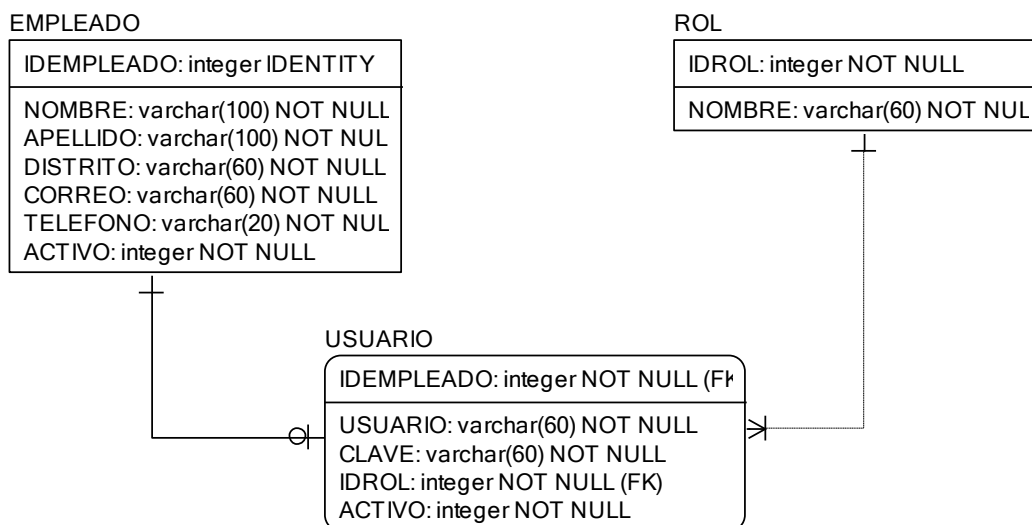 EMPLEADO
IDEMPLEADO: integer IDENTITY
NOMBRE: varchar(100) NOT NULL
APELLIDO: varchar(100) NOT NUL
DISTRITO: varchar(60) NOT NULL
CORREO: varchar(60) NOT NULL
TELEFONO: varchar(20) NOT NUL
ACTIVO: integer NOT NULL
ROL
IDROL: integer NOT NULL
NOMBRE: varchar(60) NOT NUL
USUARIO
IDEMPLEADO: integer NOT NULL (FK
USUARIO: varchar(60) NOT NULL
CLAVE: varchar(60) NOT NULL
IDROL: integer NOT NULL (FK)
ACTIVO: integer NOT NULL